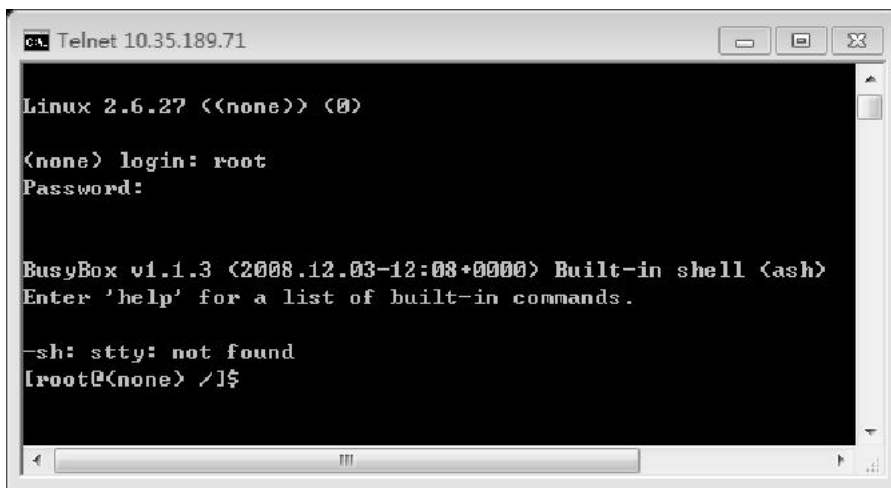 Telnet 10.35.189.71
Linux 2.6.27 ((none)) (0)
(none) login: root
Password:
BusyBox v1.1.3 (2008.12.03-12:08+0000) Built-in shell (ash)
Enter 'help' for a list of built-in commands.
-sh: stty: not found
[root@(none) /]$